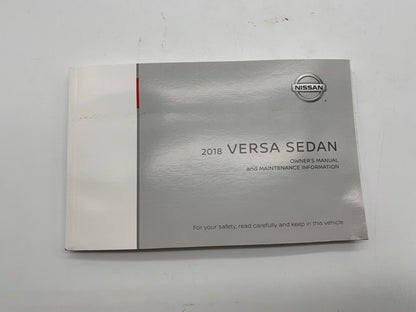 NISSAN
2018 VERSA SEDAN
OWNER'S MANUAL
and MAINTENANCE INFORMATION
For your safety, read carefully and keep in this vehicle.